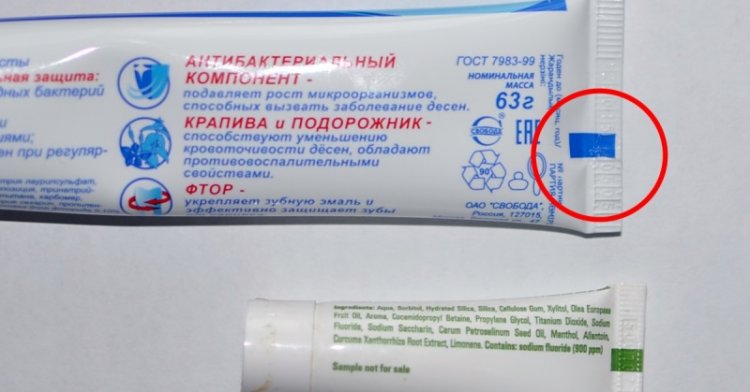 АНТИБАКТЕРИАЛЬНЫЙ
КОМПОНЕНТ -
подавляет рост микроорганизмов,
способных вызвать заболевание десен.
КРАПИВА и ПОДОРОЖНИК -
способствуют уменьшению
кровоточивости дёсен, обладают
противовоспалительными
свойствами.
ФТОР -
укрепляет зубную эмаль и
эффективно защищает зубы
защита:
бактерий
ен при регуляр-
ГОСТ 7983-99
НОМИНАЛЬНАЯ
МАССА
63г
СВОБОДА
ЕАС
90
ОАО "СВОБОДА",
Россия, 127015,
Ingredients: Aqua, Sorbitol, Hydrated Silica, Silica, Cellulose Gum, Xylitol, Olea Europaea
Fruit Oil, Aroma, Cocamidopropyl Betaine, Propylene Glycol, Titanium Dioxide, Sodium
Fluoride, Sodium Saccharin, Carum Petroselinum Seed Oil, Menthol, Allantoin,
Curcuma Xanthorrhiza Root Extract, Limonene. Contains: sodium fluoride (900 ppm)
Sample not for sale